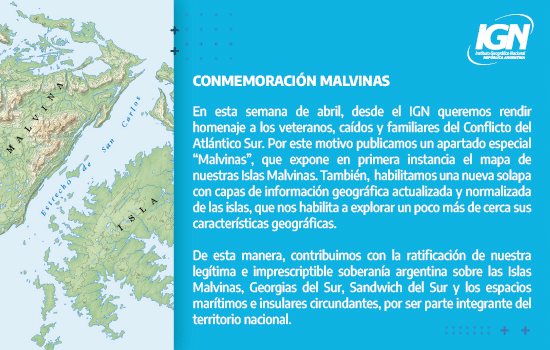 IGN
Instituto Geográfico Nacional
REPÚBLICA ARGENTINA
CONMEMORACIÓN MALVINAS
En esta semana de abril, desde el IGN queremos rendir
homenaje a los veteranos, caídos y familiares del Conflicto del
Atlántico Sur. Por este motivo publicamos un apartado especial
“Malvinas”, que expone en primera instancia el mapa de
nuestras Islas Malvinas. También, habilitamos una nueva solapa
con capas de información geográfica actualizada y normalizada
de las islas, que nos habilita a explorar un poco más de cerca sus
características geográficas.
De esta manera, contribuimos con la ratificación de nuestra
legítima e imprescriptible soberanía argentina sobre las Islas
Malvinas, Georgias del Sur, Sandwich del Sur y los espacios
marítimos e insulares circundantes, por ser parte integrante del
territorio nacional.
MALVINA
Estrecho de San Carlos
ISLA